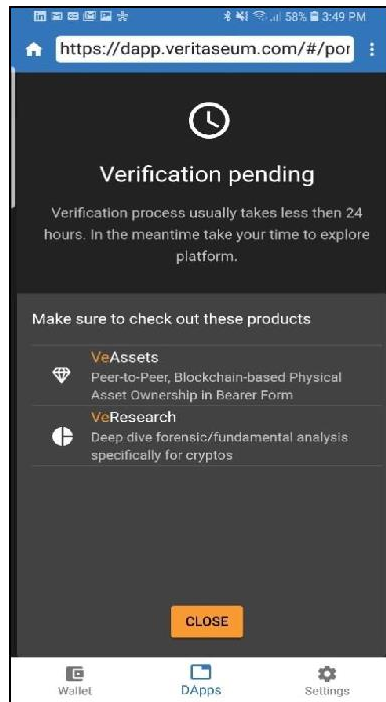 58% 3:49 PM
https://dapp.veritaseum.com/#/por
Verification pending
Verification process usually takes less then 24
hours. In the meantime take your time to explore
platform.
Make sure to check out these products
VeAssets
Peer-to-Peer, Blockchain-based Physical
Asset Ownership in Bearer Form
VeResearch
Deep dive forensic/fundamental analysis
specifically for cryptos
CLOSE
Wallet DApps Settings